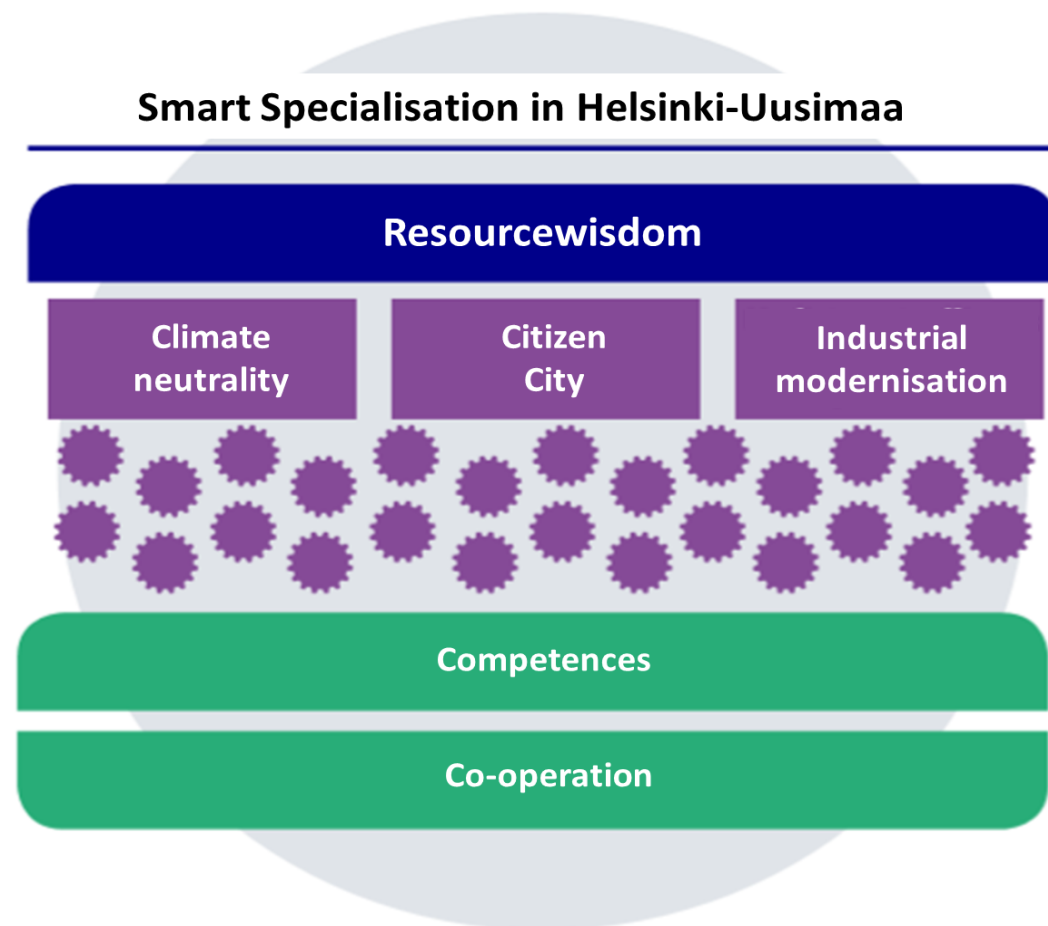 Smart Specialisation in Helsinki-Uusimaa
Resourcewisdom
Climate
neutrality
Citizen
City
Industrial
modernisation
Competences
Co-operation